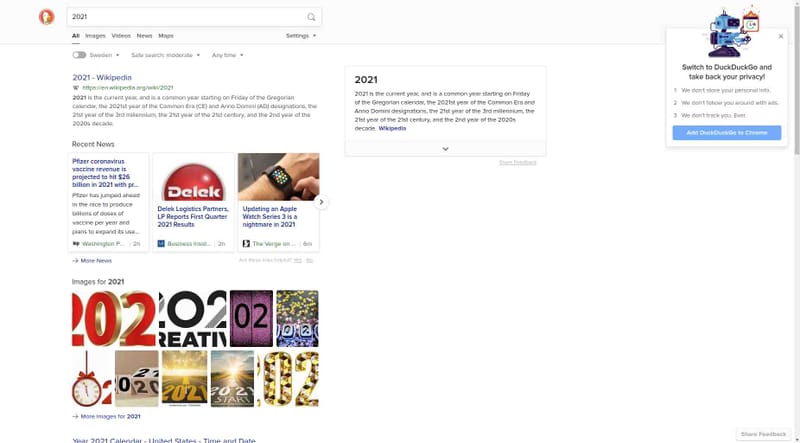 2021
All Images Videos News Maps Settings
Sweden Safe search: moderate Any time
2021 - Wikipedia
https://en.wikipedia.org/wiki/2021
2021 is the current year, and is a common year starting on Friday of the Gregorian
calendar, the 2021st year of the Common Era (CE) and Anno Domini (AD) designations, the
21st year of the 3rd millennium, the 21st year of the 21st century, and the 2nd year of the
2020s decade.
Recent News
Pfizer coronavirus
vaccine revenue is
projected to hit $26
billion in 2021 with pr...
Pfizer has jumped ahead
in the race to produce
billions of doses of
vaccine per year and
plans to expand its use...
Washington P... 2h
Delek
Delek Logistics Partners,
LP Reports First Quarter
2021 Results
Business Insid... 2h
Updating an Apple
Watch Series 3 is a
nightmare in 2021
The Verge on ... 6m
More News
Are these links helpful? Yes No
Images for 2021
202
202
REATIV
02
2021
2021
2021
START
More Images for 2021
Year 2021 Calendar - United States - Time and Date
2021
2021 is the current year, and is a common year starting on Friday
of the Gregorian calendar, the 2021st year of the Common Era and
Anno Domini designations, the 21st year of the 3rd millennium,
the 21st year of the 21st century, and the 2nd year of the 2020s
decade. Wikipedia
Share Feedback
Switch to DuckDuckGo and
take back your privacy!
1 We don't store your personal info.
2 We don't follow you around with ads.
3 We don't track you. Ever.
Add DuckDuckGo to Chrome
Share Feedback